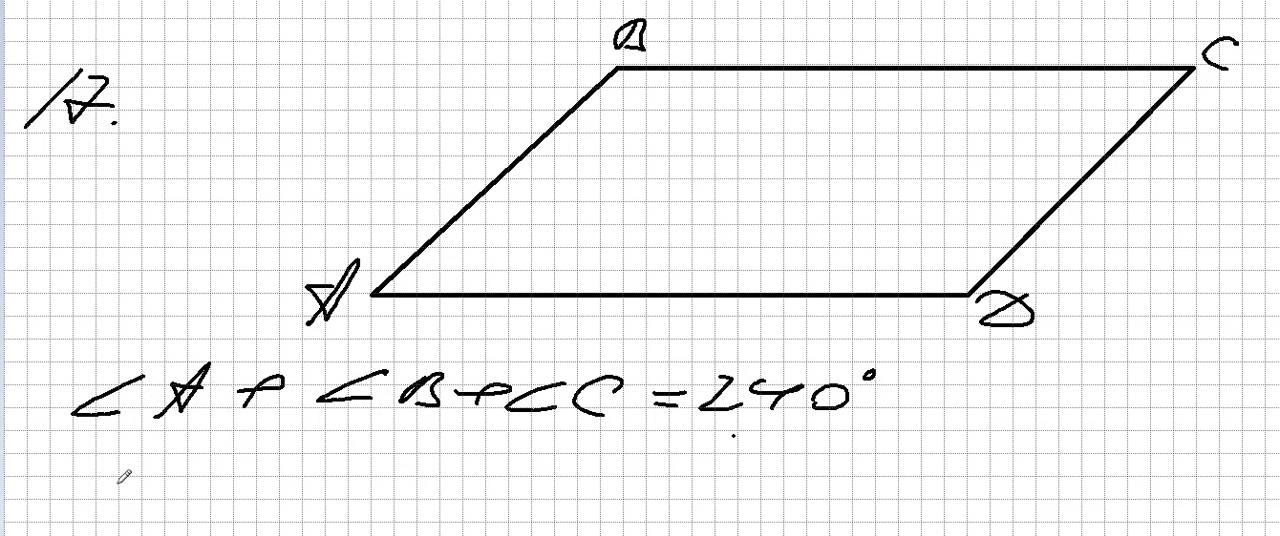 17.
B
C
A
D
∠A + ∠B + ∠C = 240°